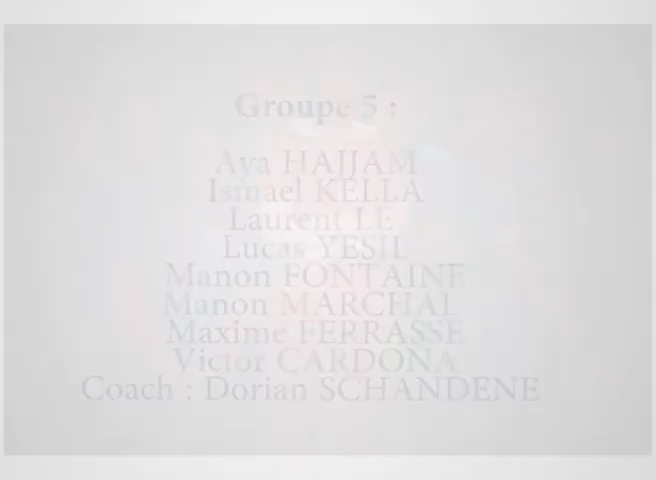 Groupe 5 :
Aya HAJJAM
Ismael KELLA
Laurent LE
Lucas YESIL
Manon FONTAINE
Manon MARCHAL
Maxime FERRASSE
Victor CARDONA
Coach : Dorian SCHANDENE